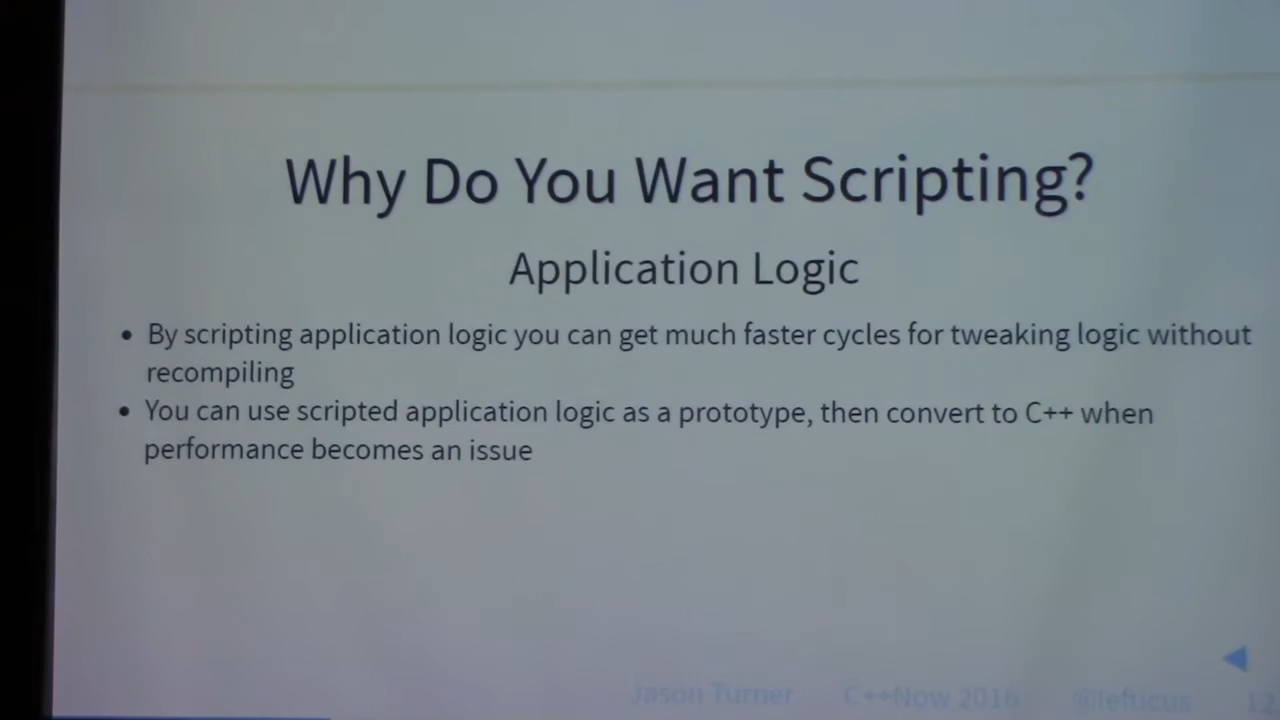 Why Do You Want Scripting?
Application Logic
• By scripting application logic you can get much faster cycles for tweaking logic without
recompiling
• You can use scripted application logic as a prototype, then convert to C++ when
performance becomes an issue
Jason Turner C++Now 2016 @lefticus